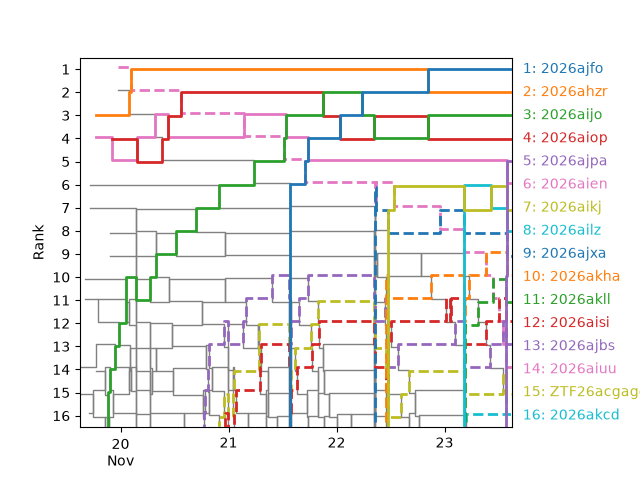 1
2
3
4
5
6
7
8
9
10
11
12
13
14
15
16
Rank
20
21
22
23
Nov
1: 2026ajfo
2: 2026ahzr
3: 2026aijo
4: 2026aiop
5: 2026ajpa
6: 2026aien
7: 2026aikj
8: 2026ailz
9: 2026ajxa
10: 2026akha
11: 2026akll
12: 2026aisi
13: 2026ajbs
14: 2026aiuu
15: ZTF26acgag
16: 2026akcd